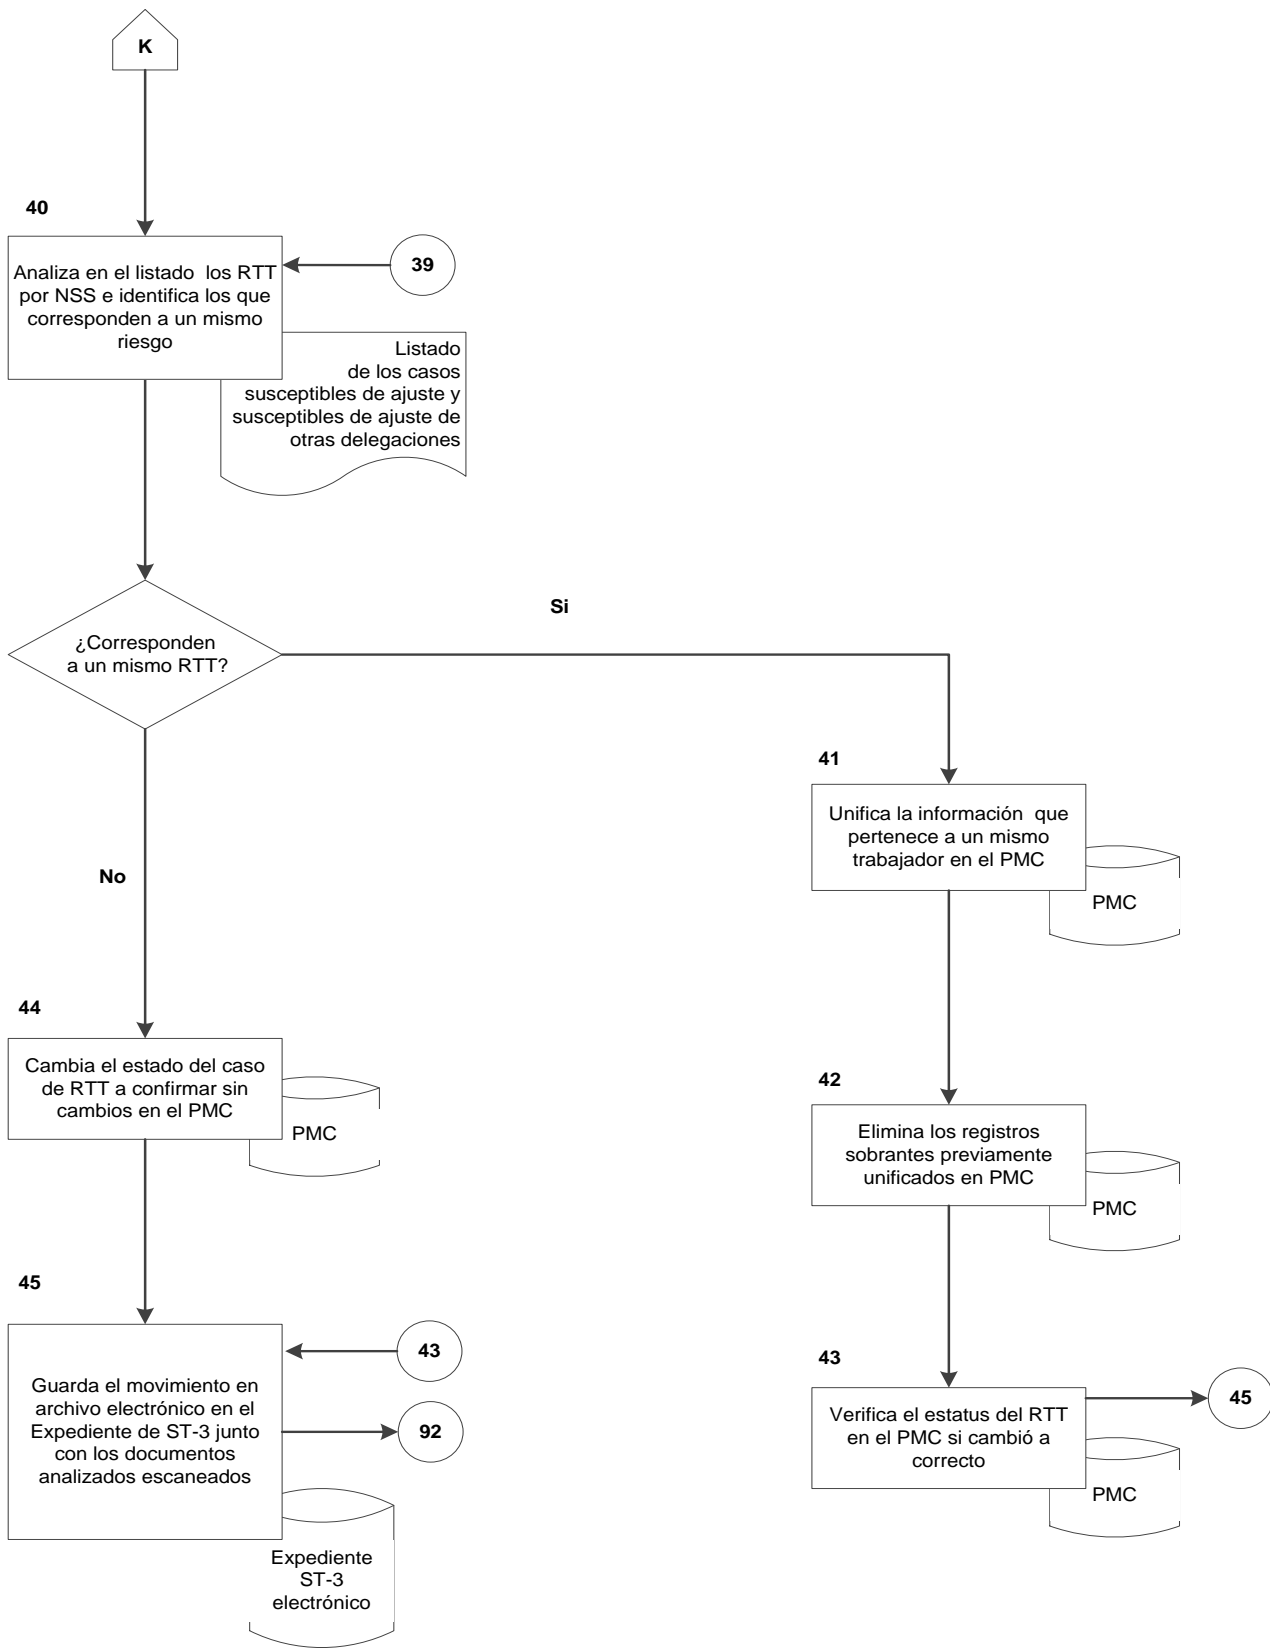 K
40
Analiza en el listado los RTT
por NSS e identifica los que
corresponden a un mismo
riesgo
39
Listado
de los casos
susceptibles de ajuste y
susceptibles de ajuste de
otras delegaciones
¿Corresponden
a un mismo RTT?
Si
No
41
Unifica la información que
pertenece a un mismo
trabajador en el PMC
PMC
42
Elimina los registros
sobrantes previamente
unificados en PMC
PMC
43
Verifica el estatus del RTT
en el PMC si cambió a
correcto
45
PMC
44
Cambia el estado del caso
de RTT a confirmar sin
cambios en el PMC
PMC
45
Guarda el movimiento en
archivo electrónico en el
Expediente de ST-3 junto
con los documentos
analizados escaneados
43
92
Expediente
ST-3
electrónico